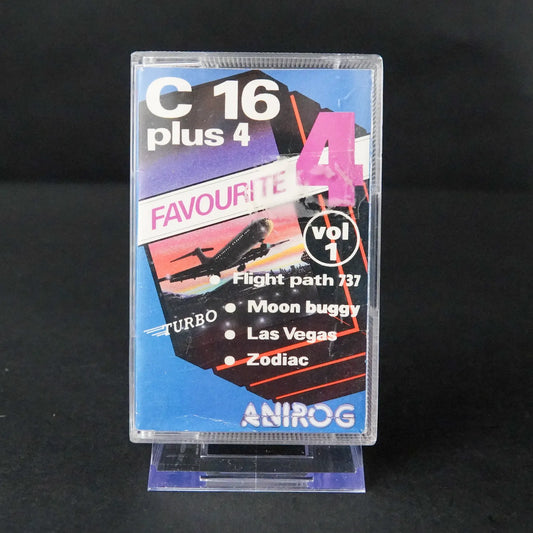 C 16
plus 4
FAVOURITE 4
vol
1
• Flight path 737
• Moon buggy
TURBO
• Las Vegas
• Zodiac
ANIROG